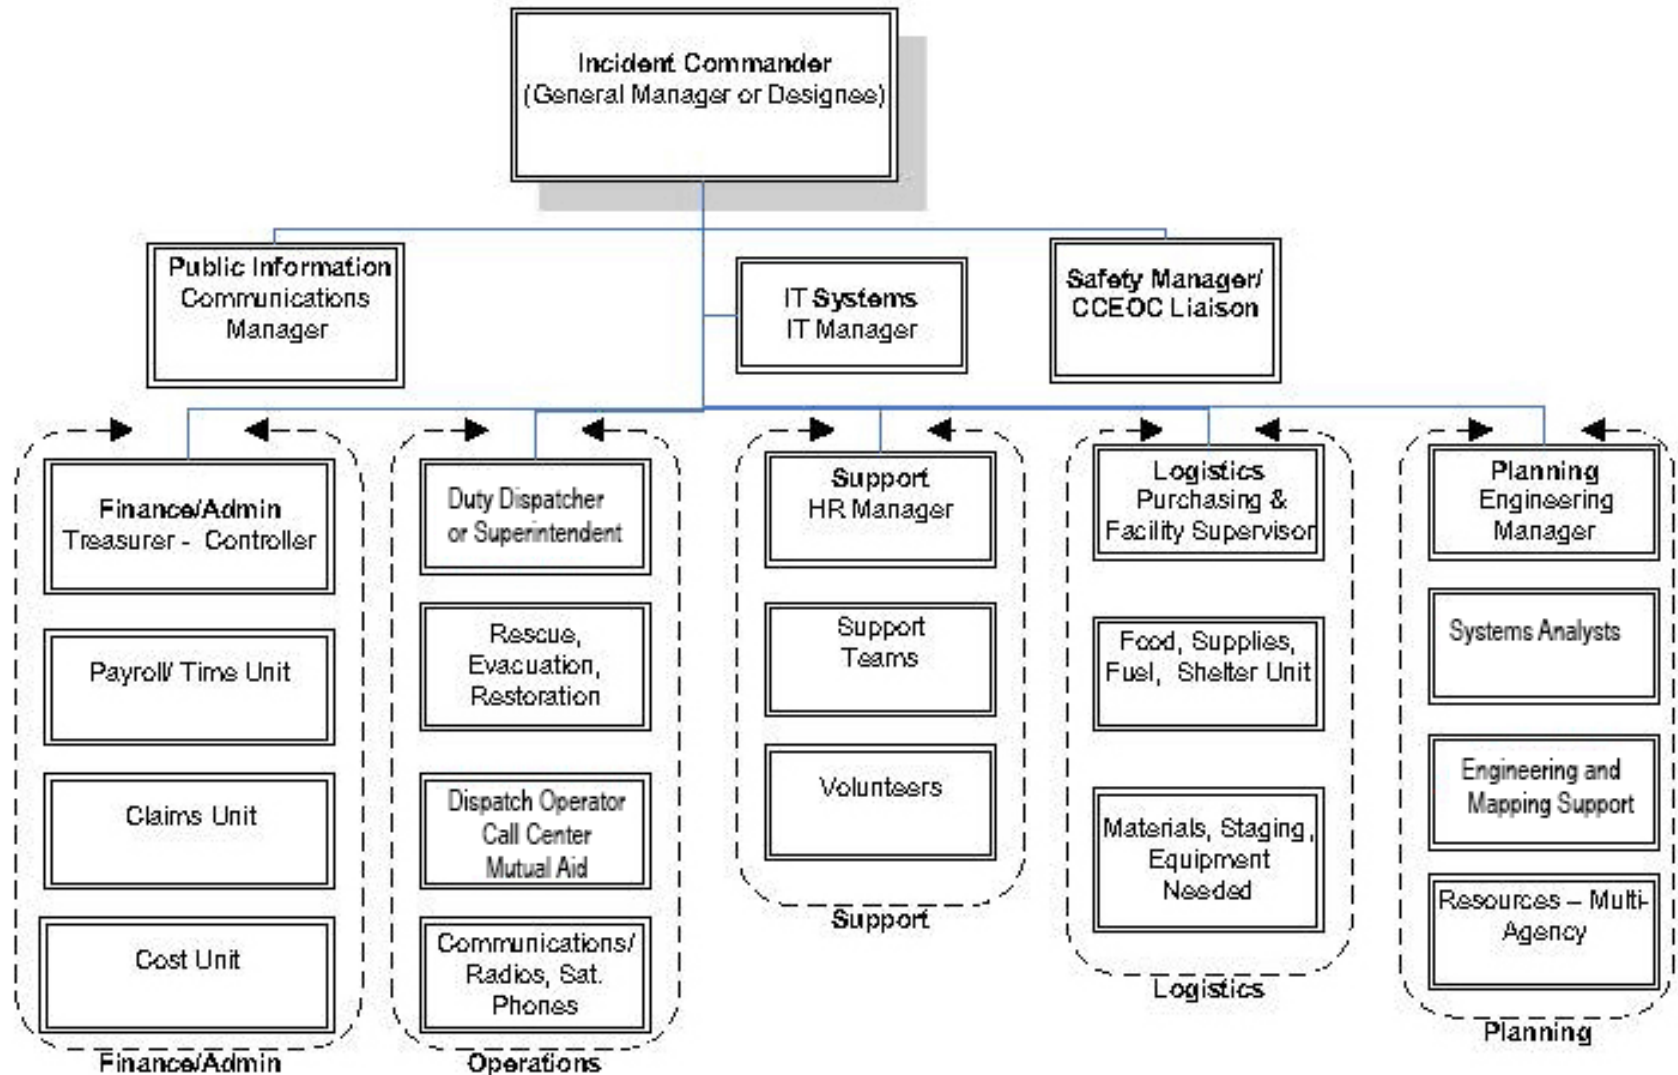 Incident Commander
(General Manager or Designee)
Public Information
Communications
Manager
IT Systems
IT Manager
Safety Manager/
CCEOC Liaison
Finance/Admin
Treasurer - Controller
Payroll/ Time Unit
Claims Unit
Cost Unit
Finance/Admin
Duty Dispatcher
or Superintendent
Rescue,
Evacuation,
Restoration
Dispatch Operator
Call Center
Mutual Aid
Communications/
Radios, Sat.
Phones
Operations
Support
HR Manager
Support
Teams
Volunteers
Support
Logistics
Purchasing &
Facility Supervisor
Food, Supplies,
Fuel, Shelter Unit
Materials, Staging,
Equipment
Needed
Logistics
Planning
Engineering
Manager
Systems Analysts
Engineering and
Mapping Support
Resources – Multi-
Agency
Planning